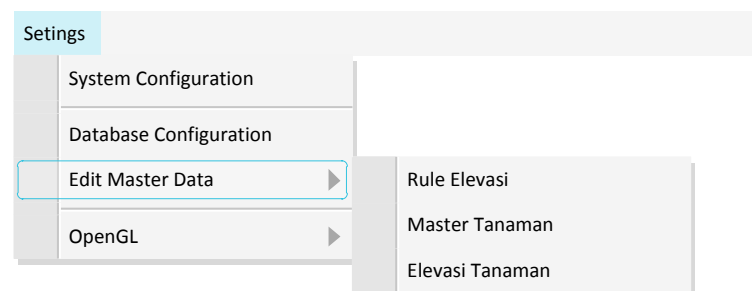 Setings
System Configuration
Database Configuration
Edit Master Data
Rule Elevasi
Master Tanaman
OpenGL
Elevasi Tanaman